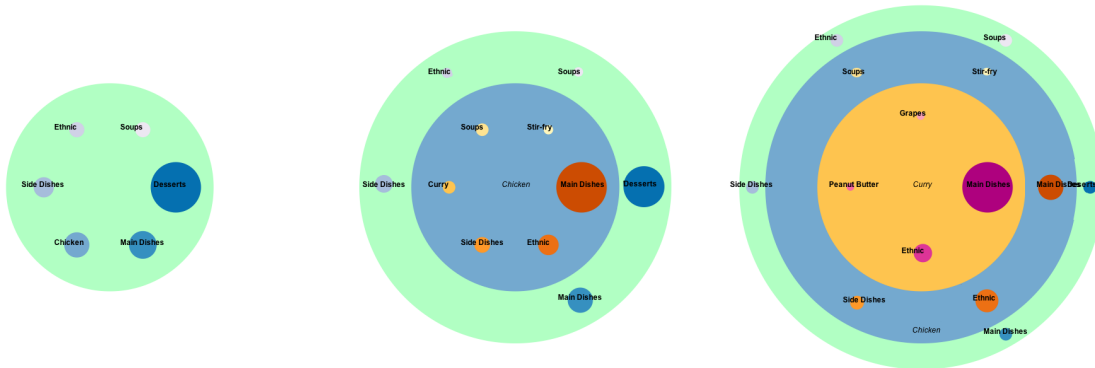 Ethnic
Soups
Side Dishes
Desserts
Chicken
Main Dishes
Ethnic
Soups
Soups
Stir-fry
Side Dishes
Curry
Chicken
Main Dishes
Desserts
Side Dishes
Ethnic
Main Dishes
Ethnic
Soups
Soups
Stir-fry
Grapes
Side Dishes
Peanut Butter
Curry
Main Dishes
Main Dishes
Desserts
Ethnic
Side Dishes
Ethnic
Chicken
Main Dishes